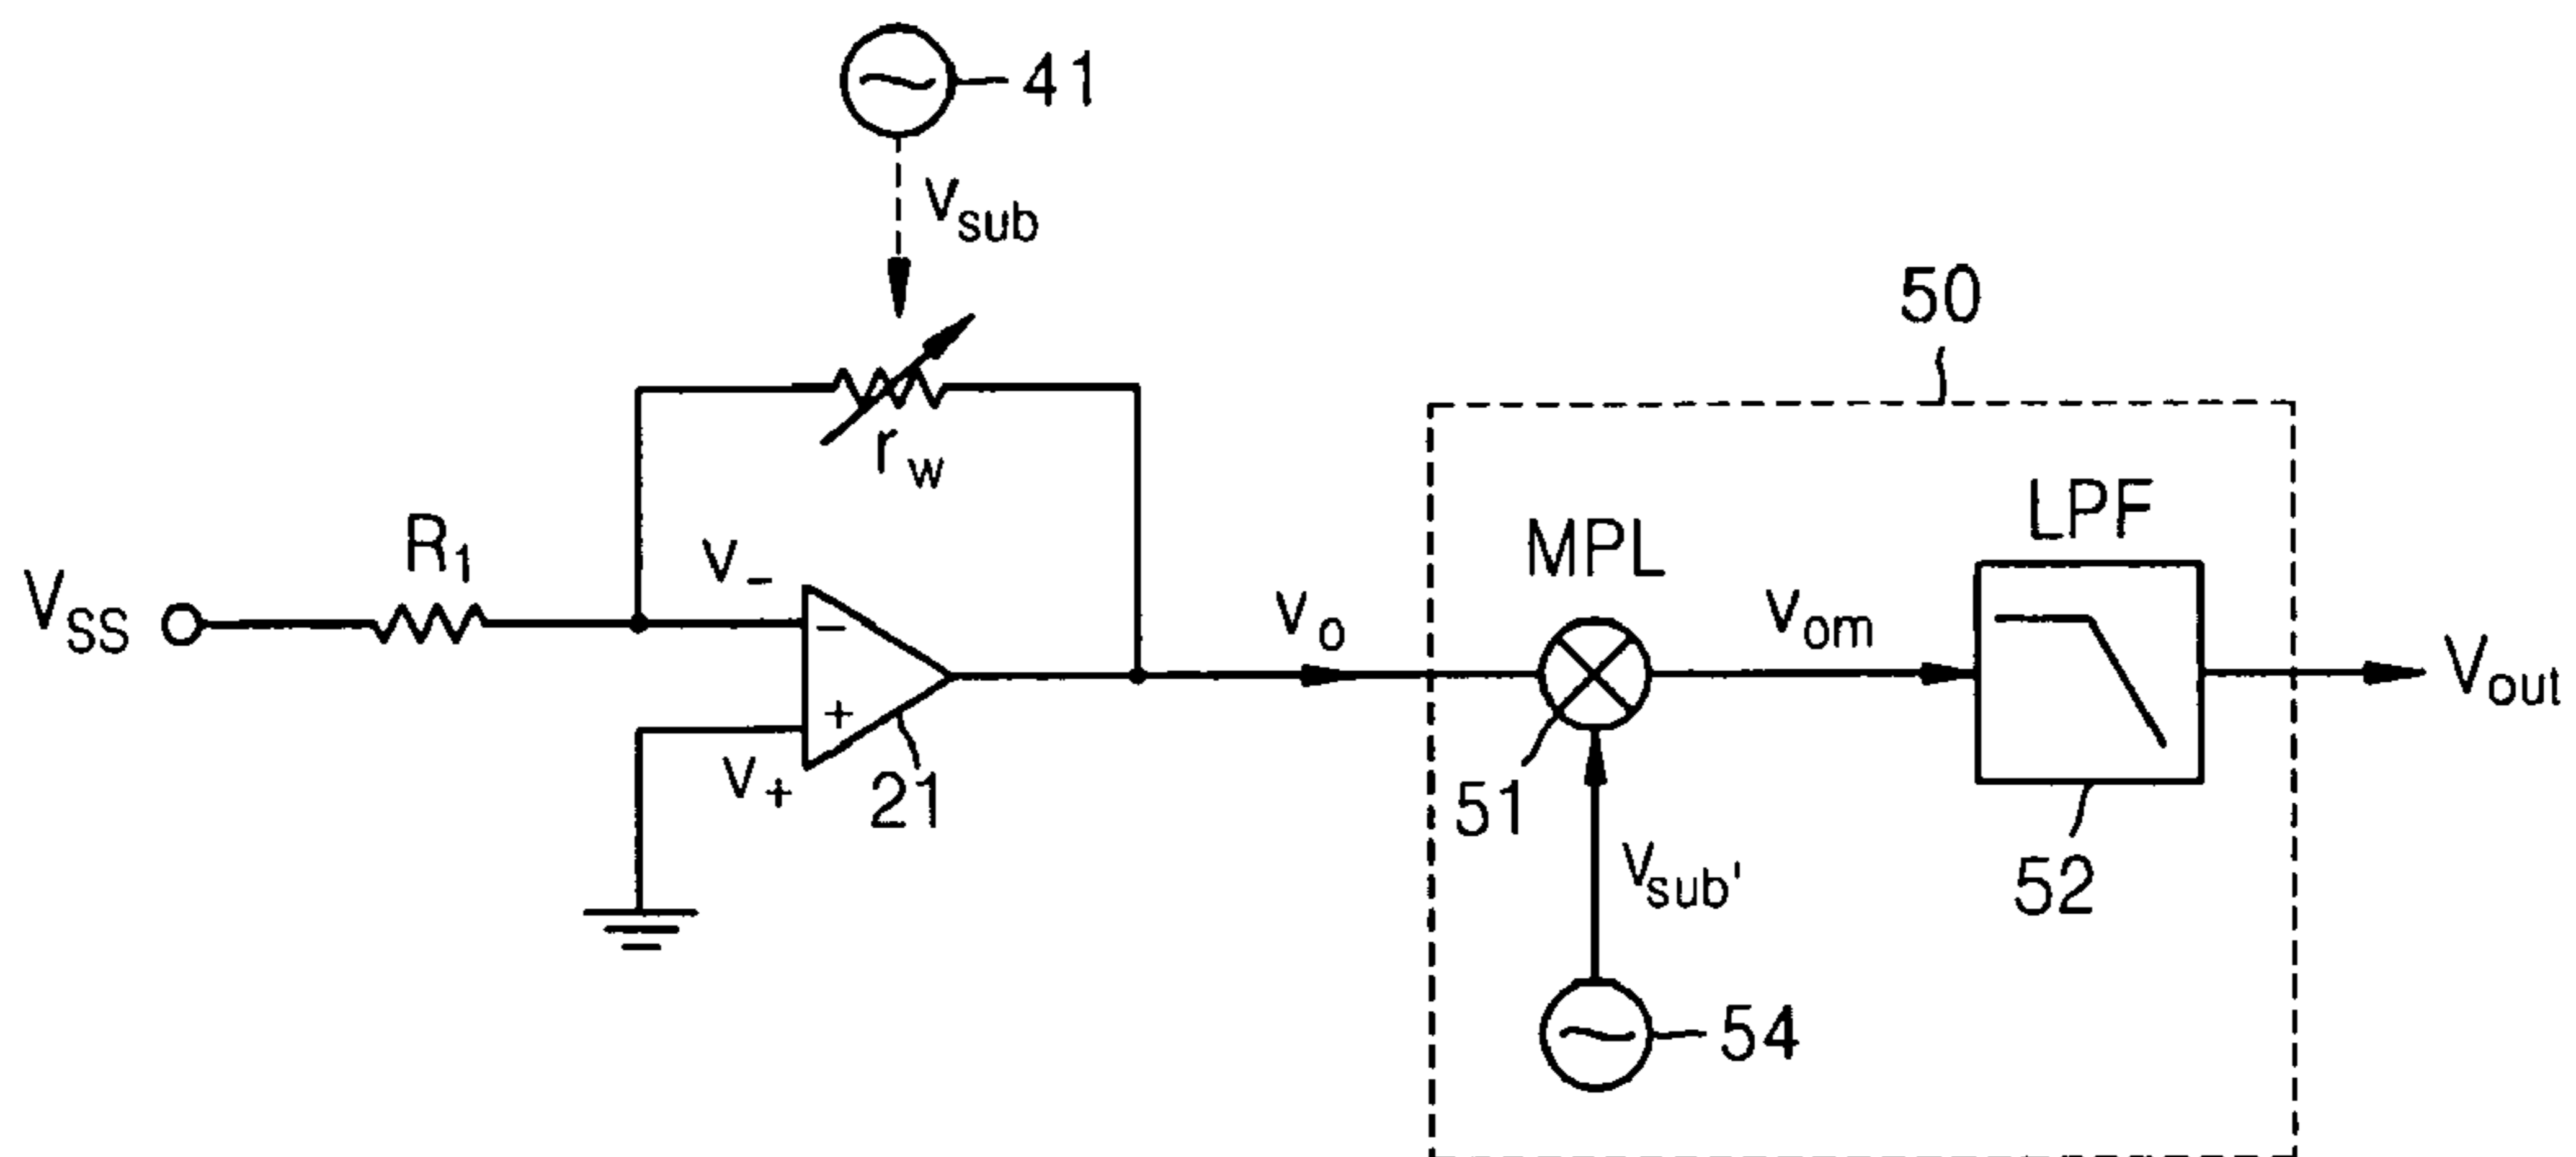 41
v_sub
50
r_w
R_1
V_SS
v_-
−
+
v_+
21
v_o
MPL
v_om
LPF
V_out
51
v_sub'
52
54